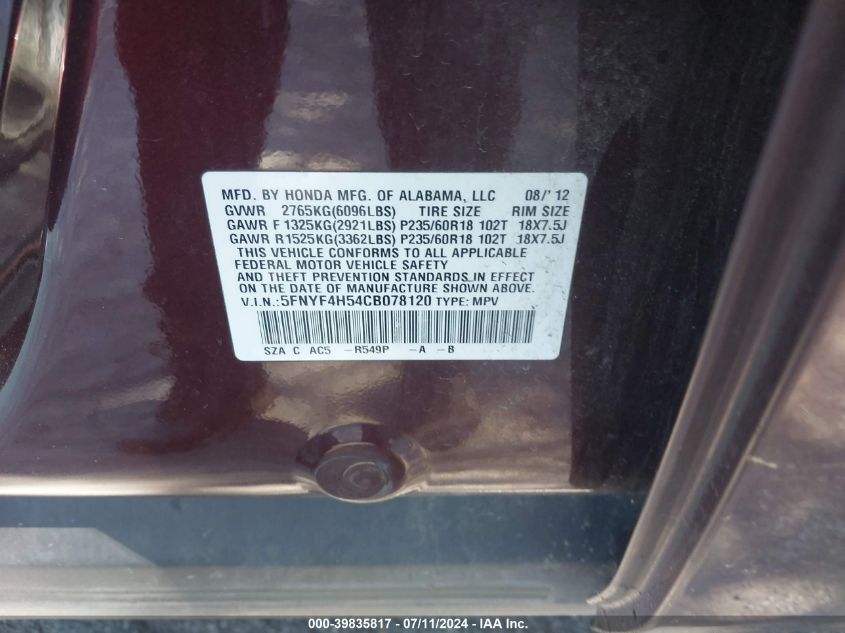 MFD. BY HONDA MFG. OF ALABAMA, LLC 08/'12
GVWR 2765KG(6096LBS) TIRE SIZE RIM SIZE
GAWR F 1325KG(2921LBS) P235/60R18 102T 18X7.5J
GAWR R1525KG(3362LBS) P235/60R18 102T 18X7.5J
THIS VEHICLE CONFORMS TO ALL APPLICABLE
FEDERAL MOTOR VEHICLE SAFETY
AND THEFT PREVENTION STANDARDS IN EFFECT
ON THE DATE OF MANUFACTURE SHOWN ABOVE.
V.I.N.:5FNYF4H54CB078120 TYPE: MPV
SZA C AC5 -R549P -A -B
000-39835817 - 07/11/2024 - IAA Inc.